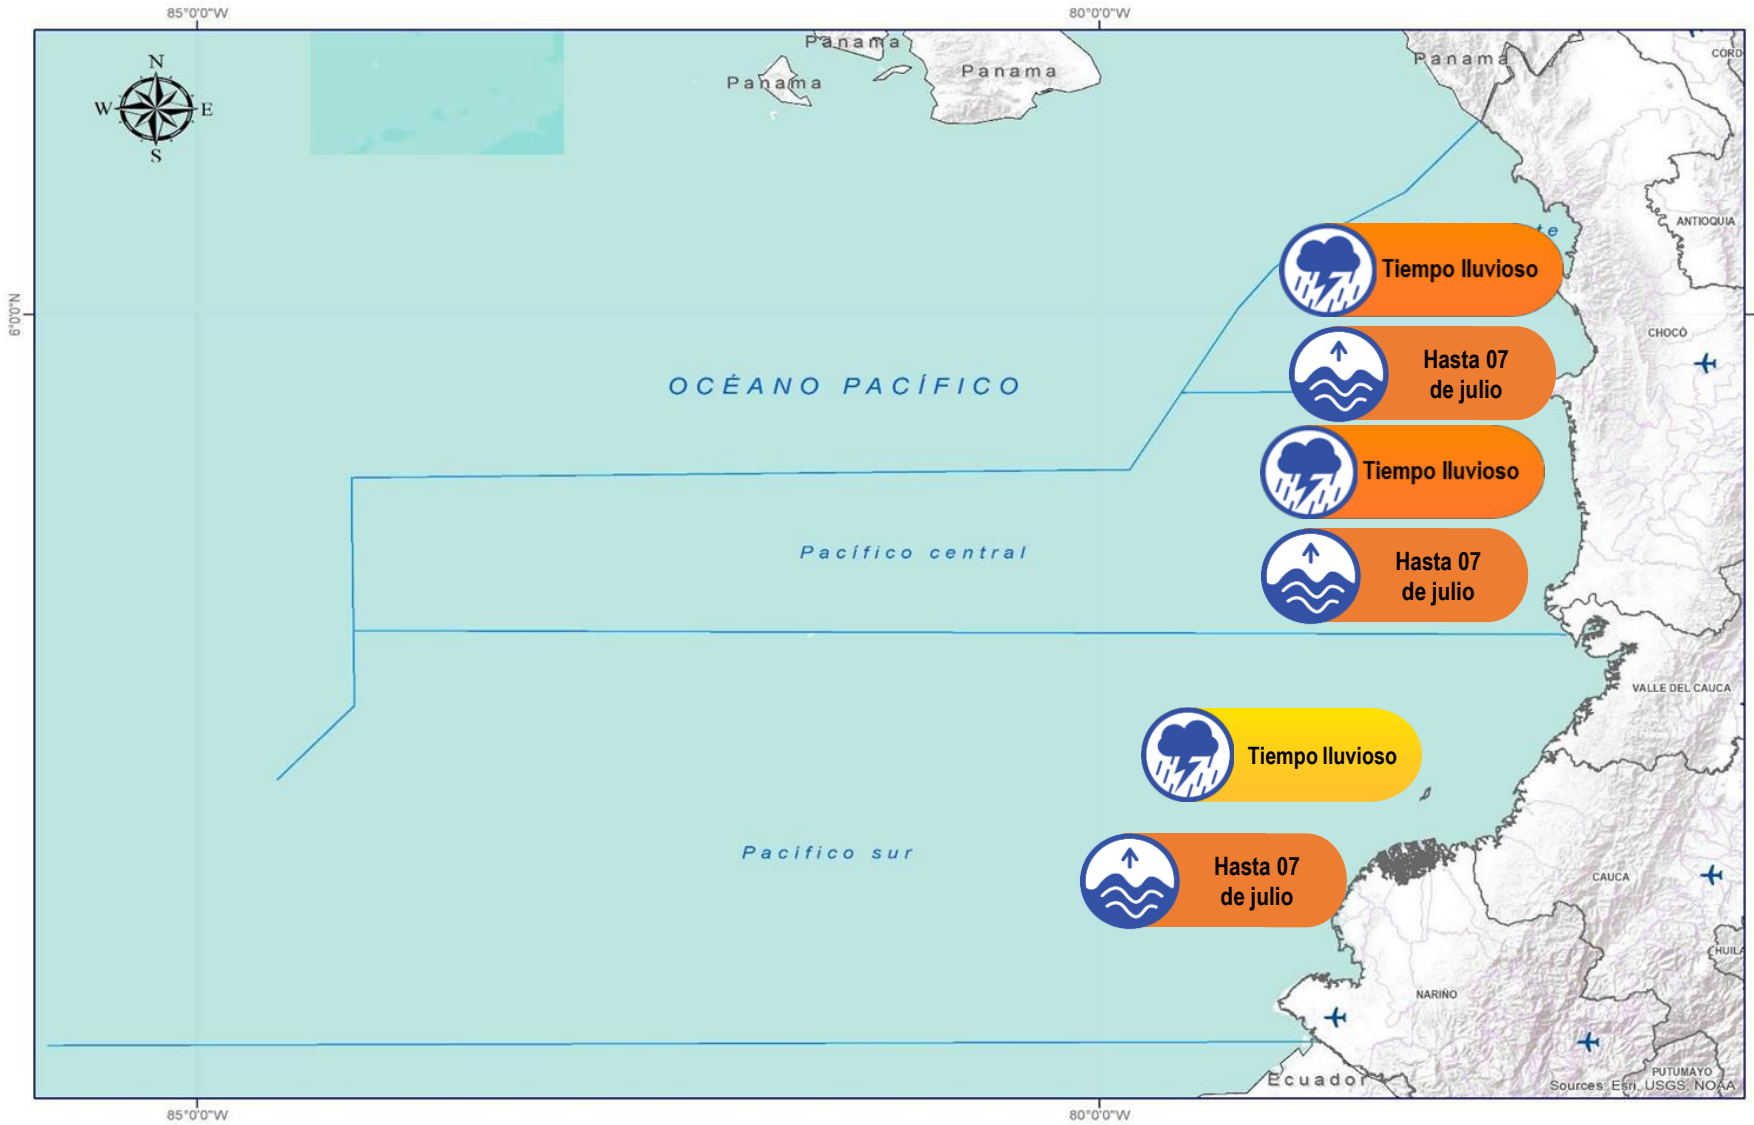 85°0'0"W
80°0'0"W
N
W
E
S
Panama
Panama
Panama
Panama
ANTIOQUIA
te
Tiempo lluvioso
6°0'0"N
CHOCÓ
Hasta 07
de julio
OCÉANO PACÍFICO
Tiempo lluvioso
Pacífico central
Hasta 07
de julio
VALLE DEL CAUCA
Tiempo lluvioso
Pacífico sur
Hasta 07
de julio
CAUCA
HUILA
NARIÑO
PUTUMAYO
Ecuador
Sources: Esri, USGS, NOAA
85°0'0"W
80°0'0"W